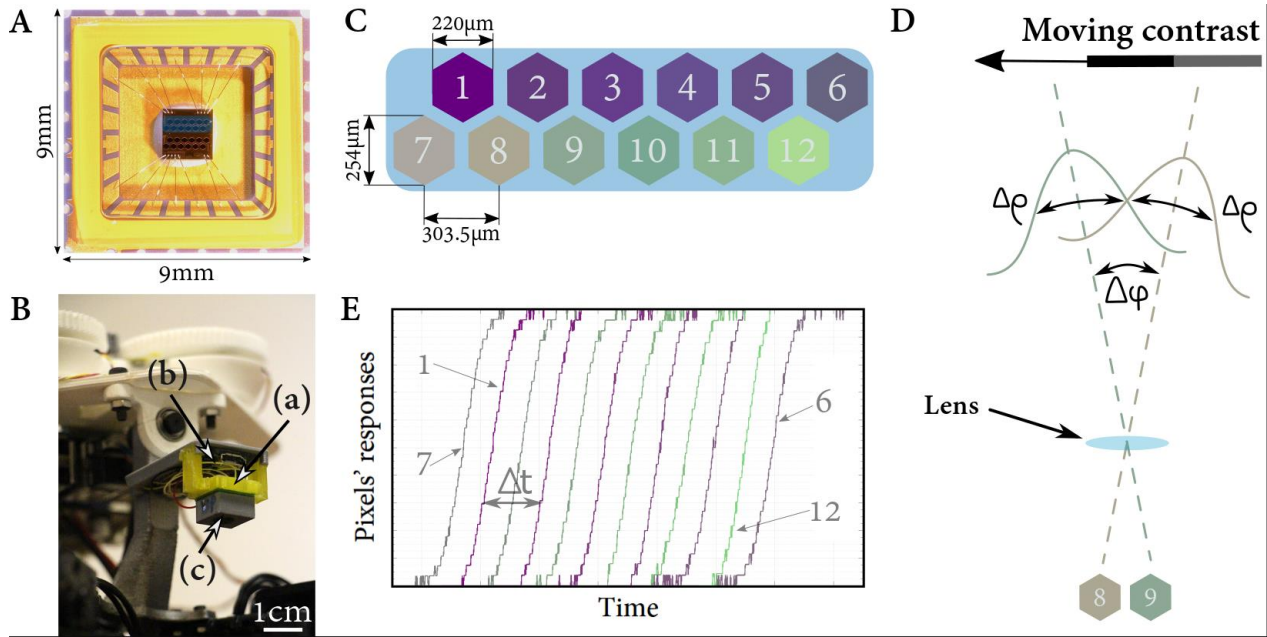 A
9mm
9mm
B
(b)
(a)
(c)
1cm
C
220μm
1
2
3
4
5
6
7
8
9
10
11
12
254μm
303.5μm
D
Moving contrast
Δρ
Δρ
Δφ
Lens
8
9
E
Pixels' responses
1
7
Δt
6
12
Time